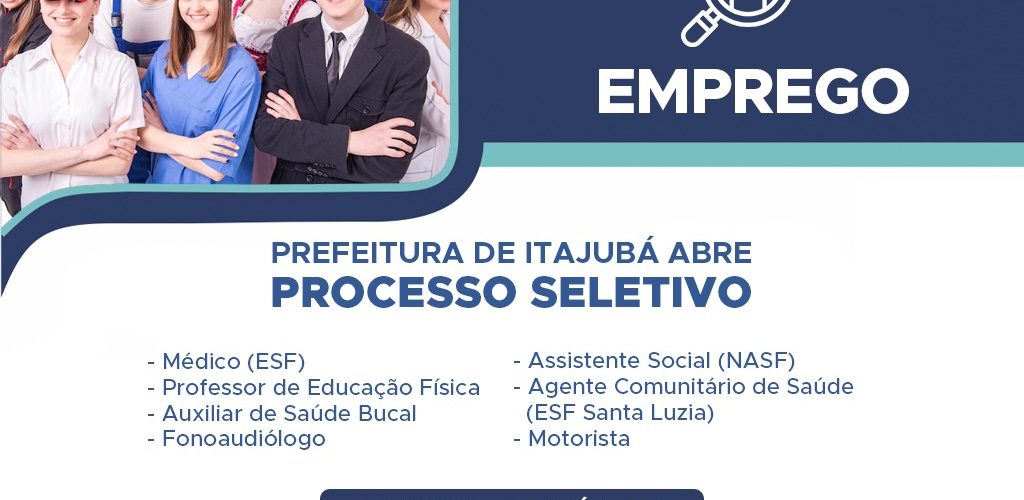 EMPREGO
PREFEITURA DE ITAJUBÁ ABRE
PROCESSO SELETIVO
- Médico (ESF)
- Professor de Educação Física
- Auxiliar de Saúde Bucal
- Fonoaudiólogo
- Assistente Social (NASF)
- Agente Comunitário de Saúde
(ESF Santa Luzia)
- Motorista